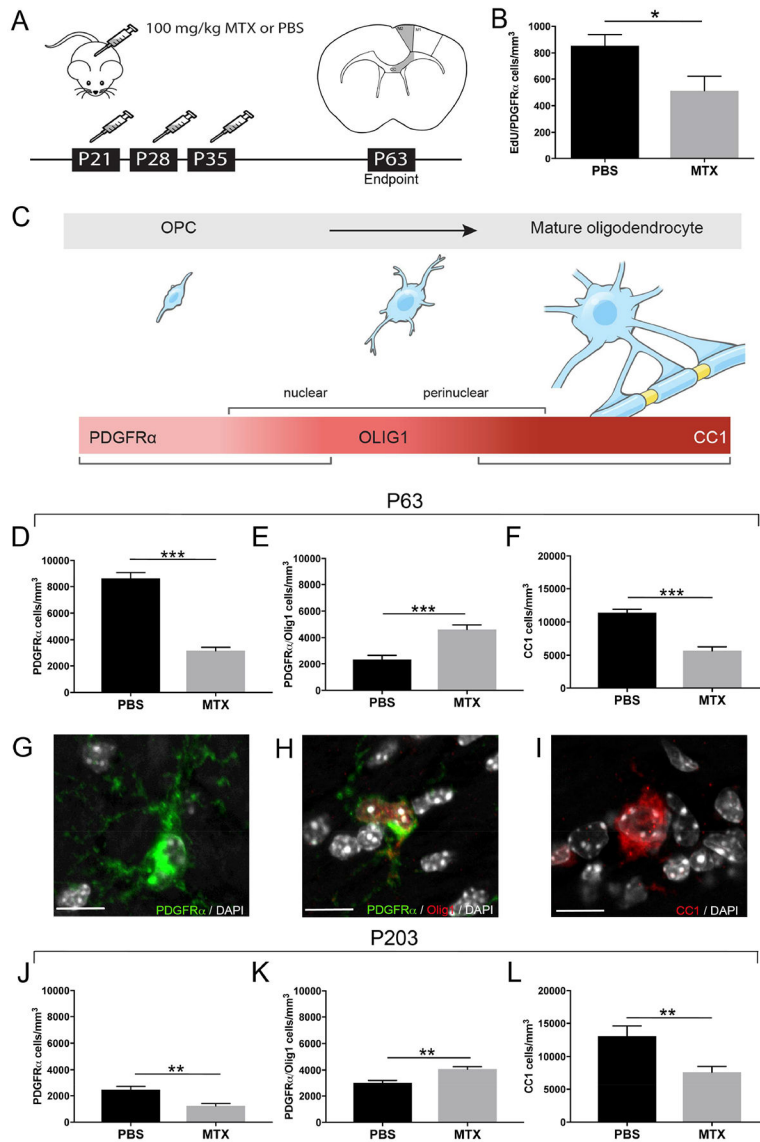 A
100 mg/kg MTX or PBS
M2
M1
P21
P28
P35
P63
Endpoint
B
EdU/PDGFRα cells/mm³
1000
800
600
400
200
0
*
PBS
MTX
C
OPC
Mature oligodendrocyte
nuclear
perinuclear
PDGFRα
OLIG1
CC1
P63
D
PDGFRα cells/mm³
10000
8000
6000
4000
2000
0
***
PBS
MTX
E
PDGFRα/Olig1 cells/mm³
10000
8000
6000
4000
2000
0
***
PBS
MTX
F
CC1 cells/mm³
20000
15000
10000
5000
0
***
PBS
MTX
G
PDGFRα / DAPI
H
PDGFRα / Olig1 / DAPI
I
CC1 / DAPI
P203
J
PDGFRα cells/mm³
10000
8000
6000
4000
2000
0
**
PBS
MTX
K
PDGFRα/Olig1 cells/mm³
10000
8000
6000
4000
2000
0
**
PBS
MTX
L
CC1 cells/mm³
20000
15000
10000
5000
0
**
PBS
MTX